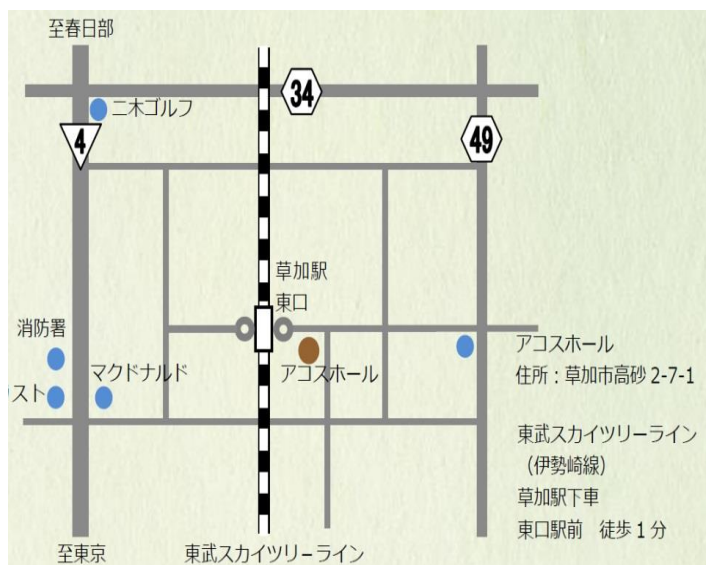 至春日部
34
二木ゴルフ
4
49
草加駅
東口
消防署
マクドナルド
アコスホール
スト
アコスホール
住所：草加市高砂2-7-1
東武スカイツリーライン
（伊勢崎線）
草加駅下車
東口駅前　徒歩1分
至東京
東武スカイツリーライン